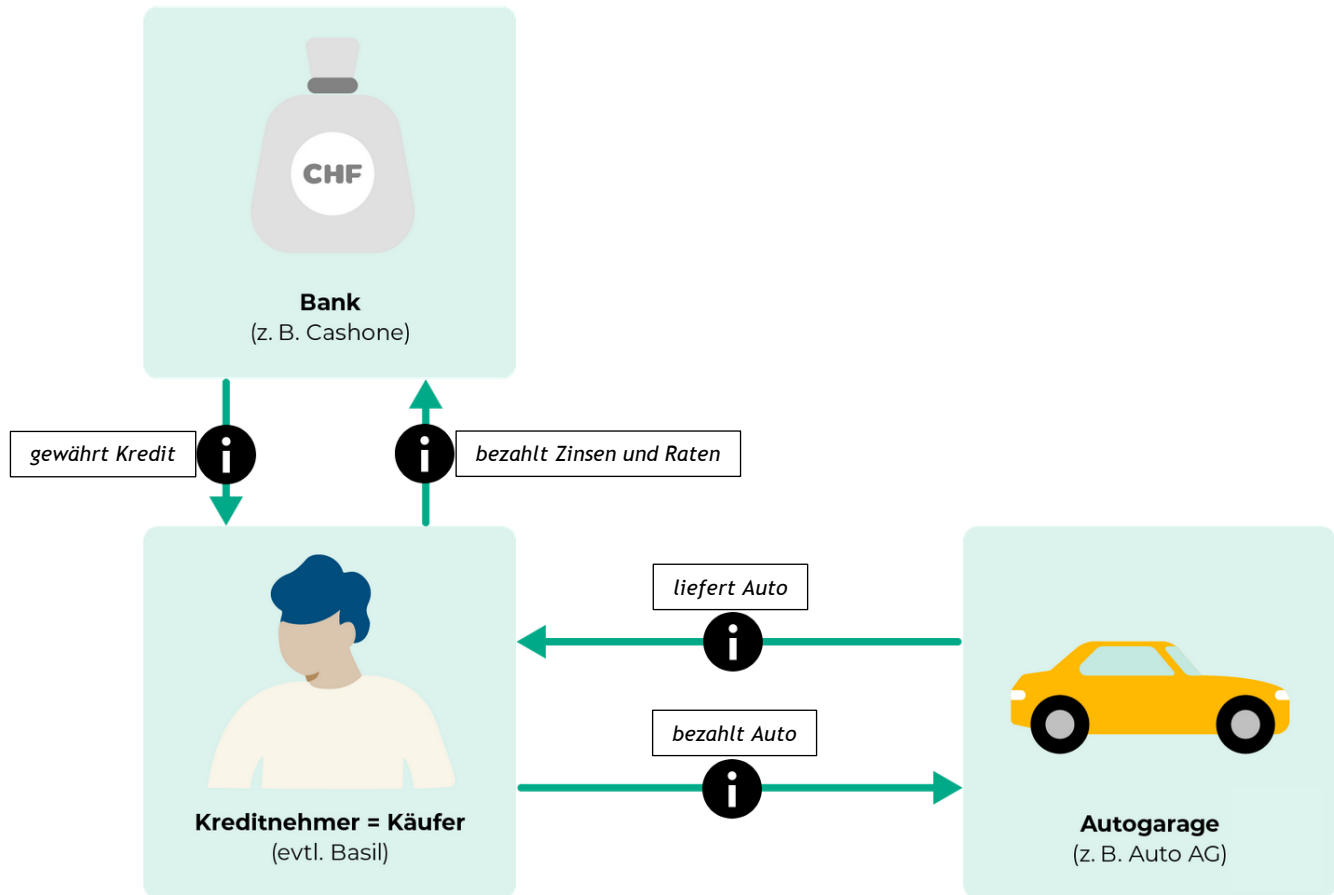 CHF
Bank
(z. B. Cashone)
gewährt Kredit
i
i
bezahlt Zinsen und Raten
liefert Auto
i
bezahlt Auto
i
Kreditnehmer = Käufer
(evtl. Basil)
Autogarage
(z. B. Auto AG)